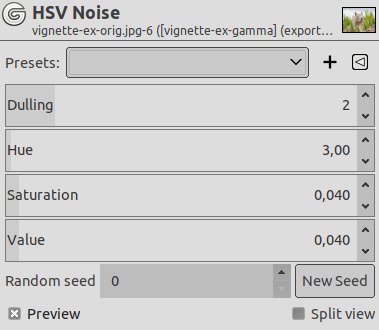 HSV Noise
vignette-ex-orig.jpg-6 ([vignette-ex-gamma] (export...
Presets:
Dulling 2
Hue 3,00
Saturation 0,040
Value 0,040
Random seed 0 New Seed
Preview Split view